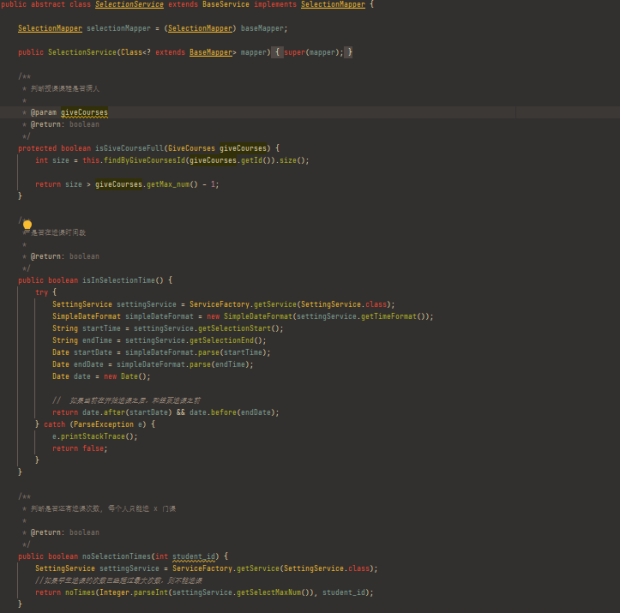 public abstract class SelectionService extends BaseService implements SelectionMapper {
SelectionMapper selectionMapper = (SelectionMapper) baseMapper;
public SelectionService(Class<? extends BaseMapper> mapper) { super(mapper); }
/**
* 判断授课课程是否满人
*
* @param giveCourses
* @return: boolean
*/
protected boolean isGiveCourseFull(GiveCourses giveCourses) {
int size = this.findByGiveCoursesId(giveCourses.getId()).size();
return size > giveCourses.getMax_num() - 1;
}
/**
* 是否在选课时间段
*
* @return: boolean
*/
public boolean isInSelectionTime() {
try {
SettingService settingService = ServiceFactory.getService(SettingService.class);
SimpleDateFormat simpleDateFormat = new SimpleDateFormat(settingService.getTimeFormat());
String startTime = settingService.getSelectionStart();
String endTime = settingService.getSelectionEnd();
Date startDate = simpleDateFormat.parse(startTime);
Date endDate = simpleDateFormat.parse(endTime);
Date date = new Date();
// 如果当前在开始选课之后，和结束选课之前
return date.after(startDate) && date.before(endDate);
} catch (ParseException e) {
e.printStackTrace();
return false;
}
}
/**
* 判断是否还有选课次数, 每个人只能选 x 门课
*
* @return: boolean
*/
public boolean noSelectionTimes(int student_id) {
SettingService settingService = ServiceFactory.getService(SettingService.class);
//如果学生选课的次数已经超过最大次数，则不能选课
return noTimes(Integer.parseInt(settingService.getSelectMaxNum()), student_id);
}